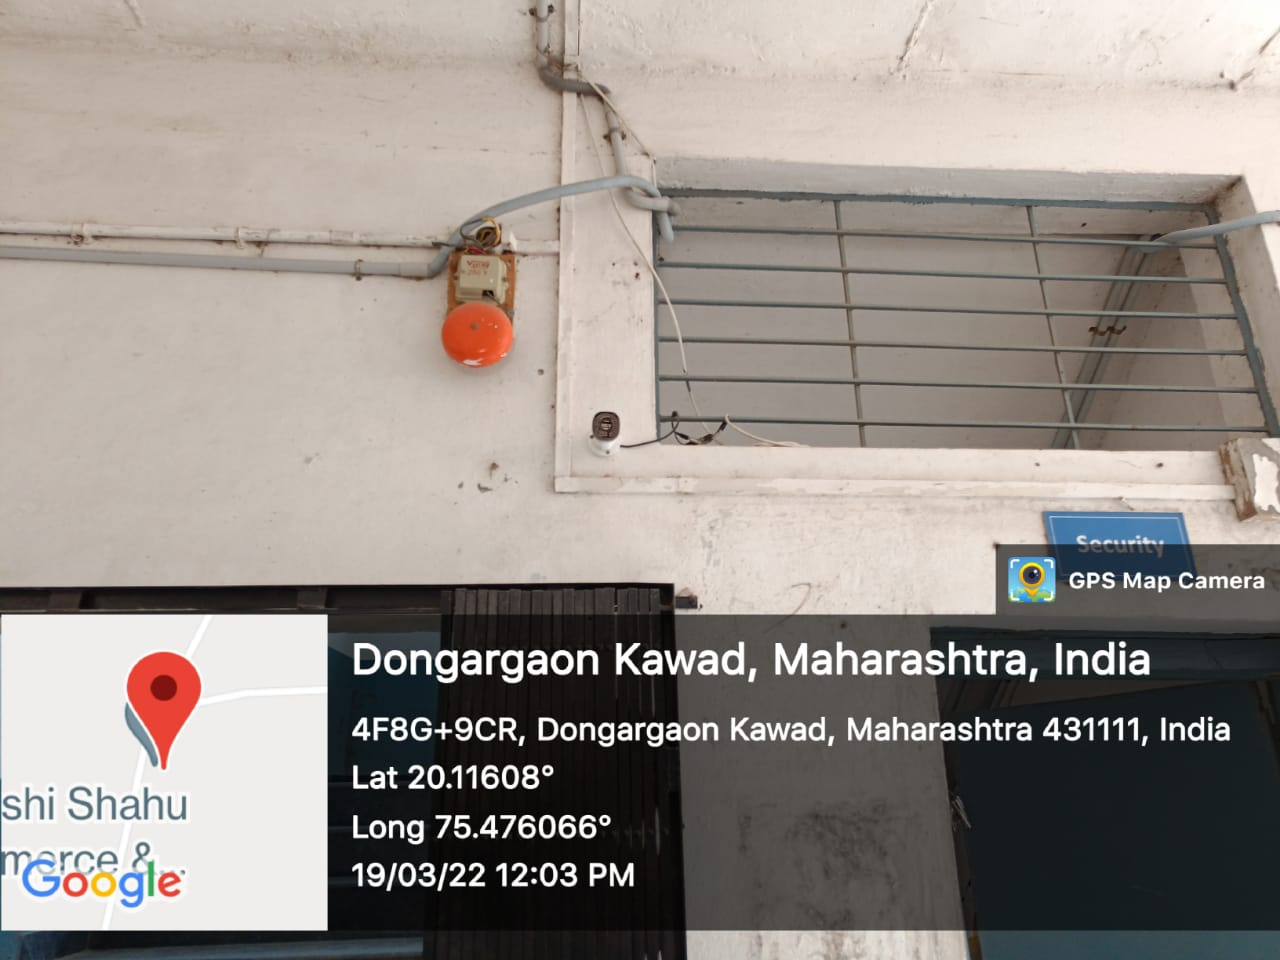 Security
GPS Map Camera
Dongargaon Kawad, Maharashtra, India
4F8G+9CR, Dongargaon Kawad, Maharashtra 431111, India
Lat 20.11608°
Long 75.476066°
19/03/22 12:03 PM
shi Shahu
merce &...
Google